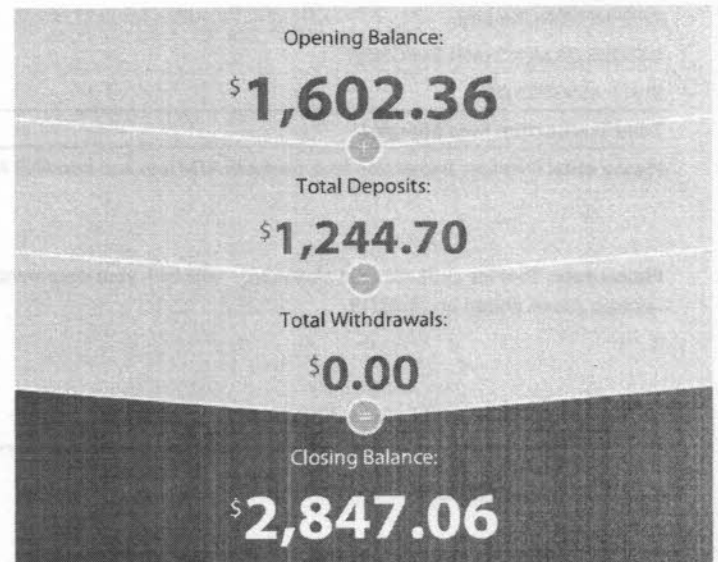 Opening Balance:
$1,602.36
+
Total Deposits:
$1,244.70
−
Total Withdrawals:
$0.00
=
Closing Balance:
$2,847.06